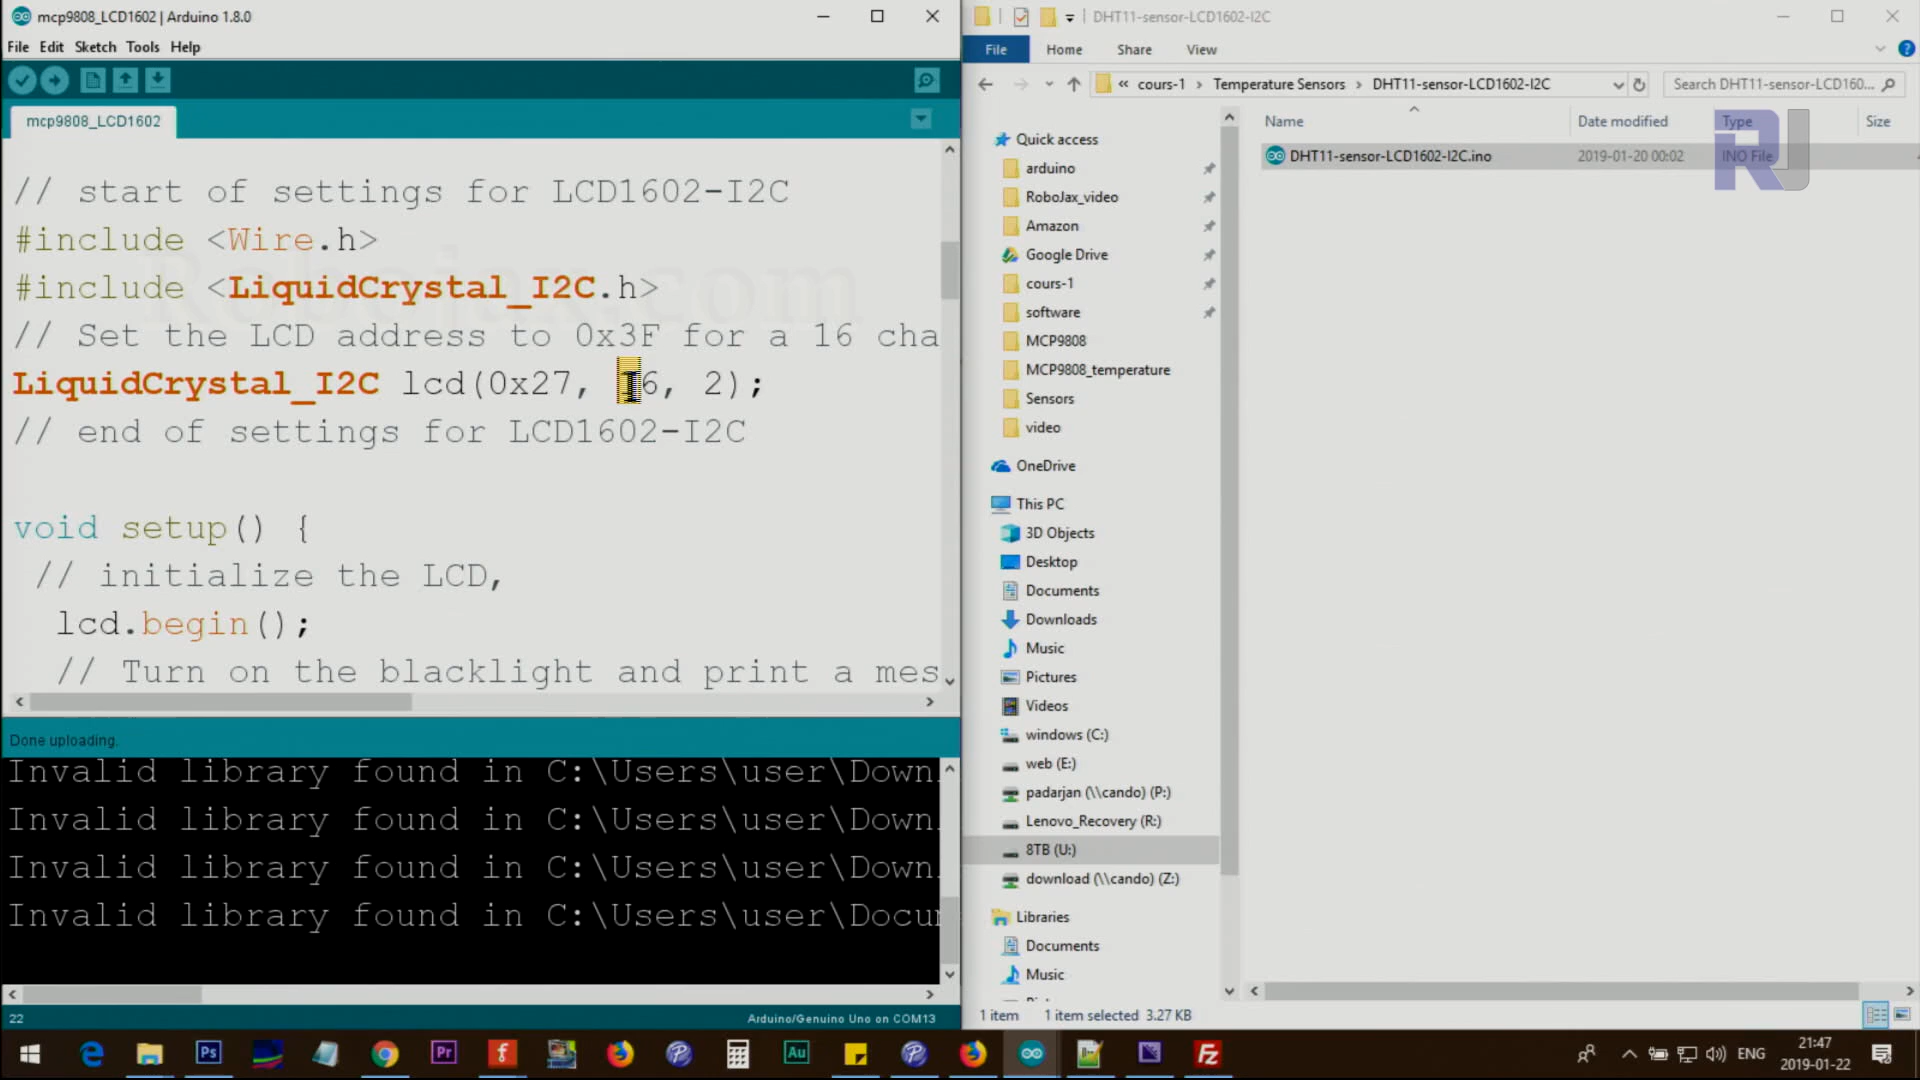 mcp9808_LCD1602 | Arduino 1.8.0
File Edit Sketch Tools Help
mcp9808_LCD1602
// start of settings for LCD1602-I2C
#include <Wire.h>
#include <LiquidCrystal_I2C.h>
// Set the LCD address to 0x3F for a 16 cha
LiquidCrystal_I2C lcd(0x27, 16, 2);
// end of settings for LCD1602-I2C
void setup() {
// initialize the LCD,
lcd.begin();
// Turn on the blacklight and print a mes
Robojax.com
Done uploading.
Invalid library found in C:\Users\user\Down
Invalid library found in C:\Users\user\Down
Invalid library found in C:\Users\user\Down
Invalid library found in C:\Users\user\Docu
22
Arduino/Genuino Uno on COM13
DHT11-sensor-LCD1602-I2C
File Home Share View
« cours-1 > Temperature Sensors > DHT11-sensor-LCD1602-I2C
Search DHT11-sensor-LCD160...
Name Date modified Type Size
DHT11-sensor-LCD1602-I2C.ino 2019-01-20 00:02 INO File
RJ
Quick access
arduino
RoboJax_video
Amazon
Google Drive
cours-1
software
MCP9808
MCP9808_temperature
Sensors
video
OneDrive
This PC
3D Objects
Desktop
Documents
Downloads
Music
Pictures
Videos
windows (C:)
web (E:)
padarjan (\\cando) (P:)
Lenovo_Recovery (R:)
8TB (U:)
download (\\cando) (Z:)
Libraries
Documents
Music
1 item 1 item selected 3.27 KB
Ps
Pr
Au
Fz
ENG
21:47
2019-01-22